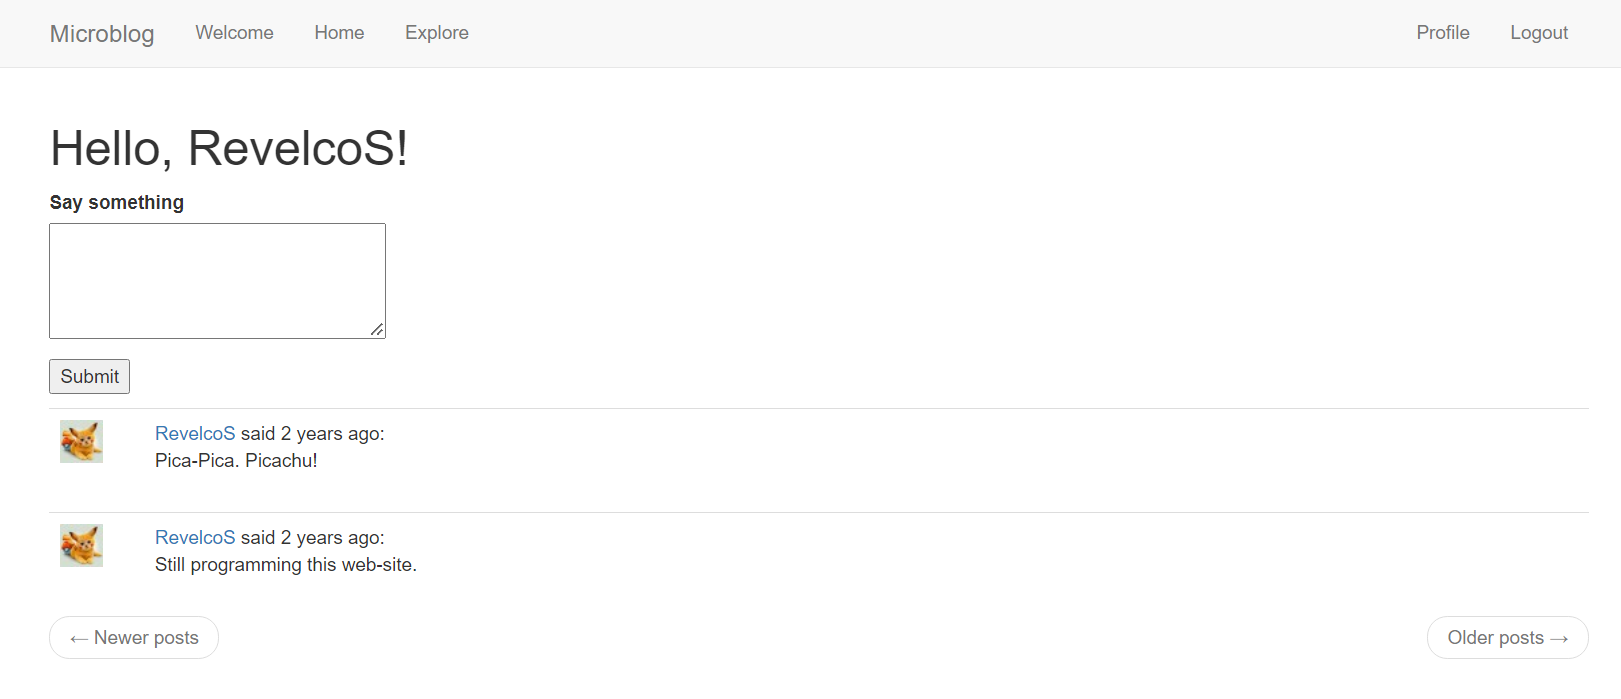 Microblog Welcome Home Explore Profile Logout
Hello, RevelcoS!
Say something
Submit
RevelcoS said 2 years ago:
Pica-Pica. Picachu!
RevelcoS said 2 years ago:
Still programming this web-site.
← Newer posts Older posts →